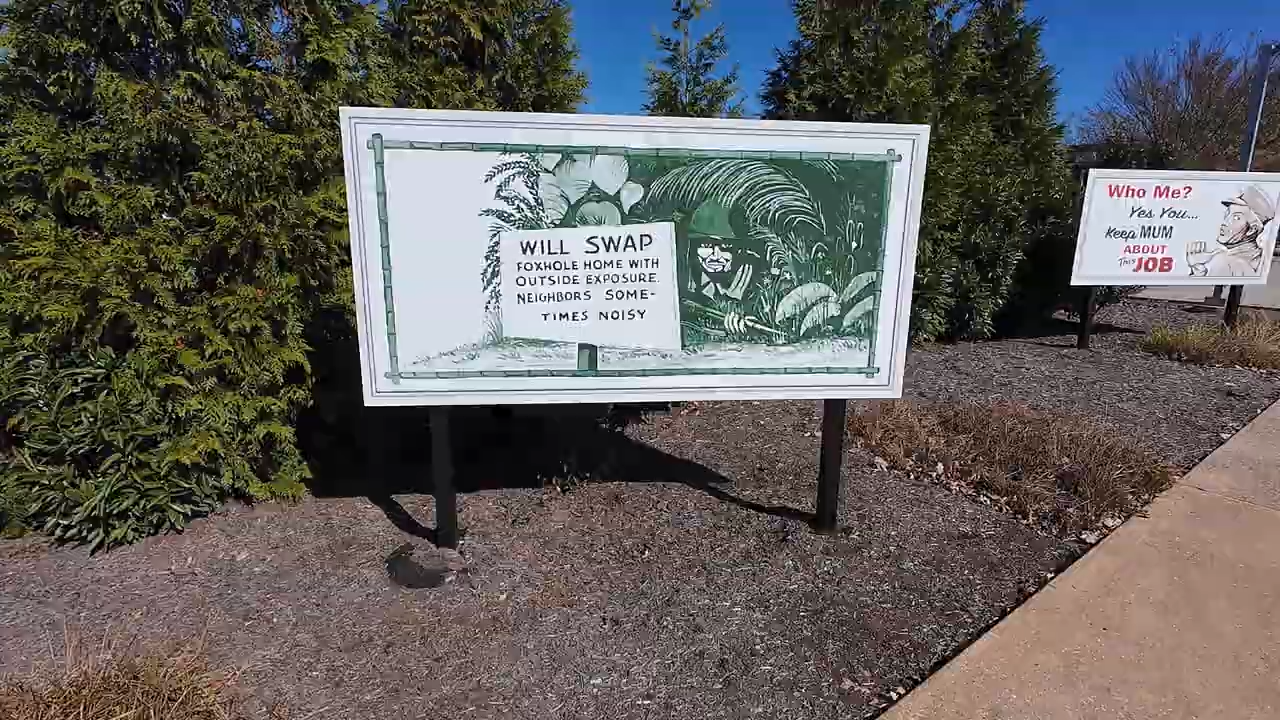 WILL SWAP
FOXHOLE HOME WITH
OUTSIDE EXPOSURE.
NEIGHBORS SOME-
TIMES NOISY
Who Me?
Yes You...
Keep MUM
ABOUT
This JOB